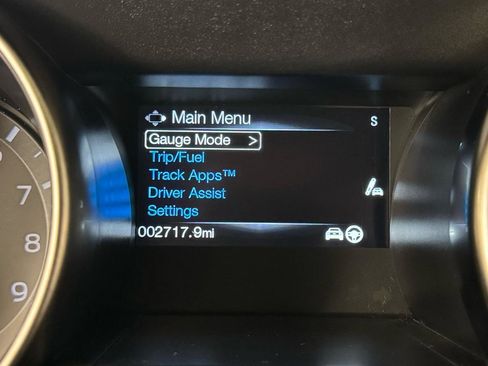 Main Menu S
Gauge Mode >
Trip/Fuel
Track Apps™
Driver Assist
Settings
002717.9mi
7
8
9